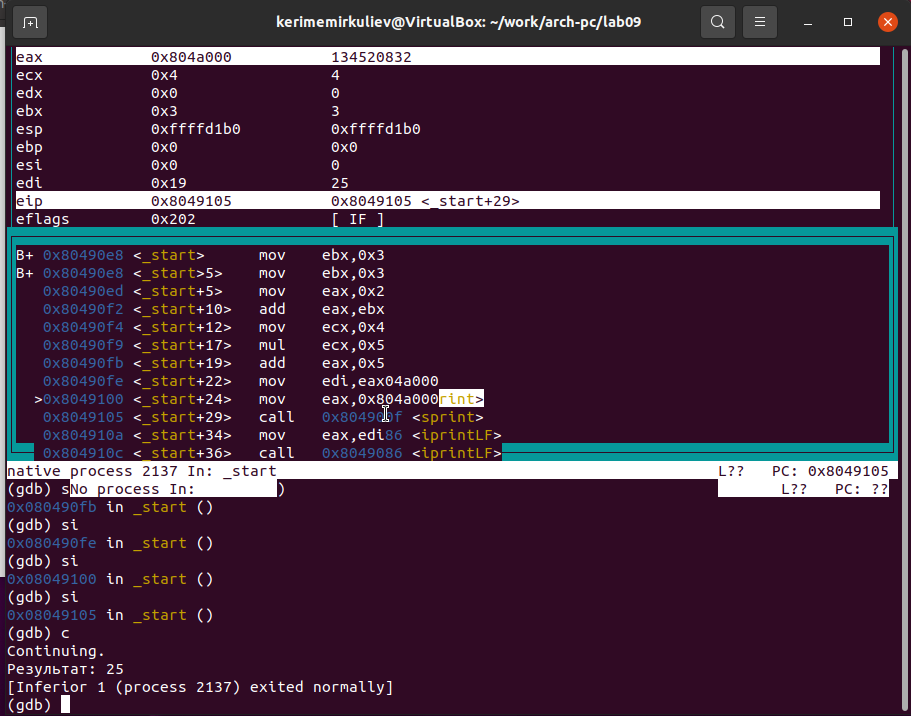 kerimemirkuliev@VirtualBox: ~/work/arch-pc/lab09
eax 0x804a000 134520832
ecx 0x4 4
edx 0x0 0
ebx 0x3 3
esp 0xffffd1b0 0xffffd1b0
ebp 0x0 0x0
esi 0x0 0
edi 0x19 25
eip 0x8049105 0x8049105 <_start+29>
eflags 0x202 [ IF ]
B+ 0x80490e8 <_start> mov ebx,0x3
B+ 0x80490e8 <_start>5> mov ebx,0x3
0x80490ed <_start+5> mov eax,0x2
0x80490f2 <_start+10> add eax,ebx
0x80490f4 <_start+12> mov ecx,0x4
0x80490f9 <_start+17> mul ecx,0x5
0x80490fb <_start+19> add eax,0x5
0x80490fe <_start+22> mov edi,eax04a000
>0x8049100 <_start+24> mov eax,0x804a000rint>
0x8049105 <_start+29> call 0x804900f <sprint>
0x804910a <_start+34> mov eax,edi86 <iprintLF>
0x804910c <_start+36> call 0x8049086 <iprintLF>
native process 2137 In: _start L?? PC: 0x8049105
(gdb) sNo process In: ) L?? PC: ??
0x080490fb in _start ()
(gdb) si
0x080490fe in _start ()
(gdb) si
0x08049100 in _start ()
(gdb) si
0x08049105 in _start ()
(gdb) c
Continuing.
Результат: 25
[Inferior 1 (process 2137) exited normally]
(gdb)